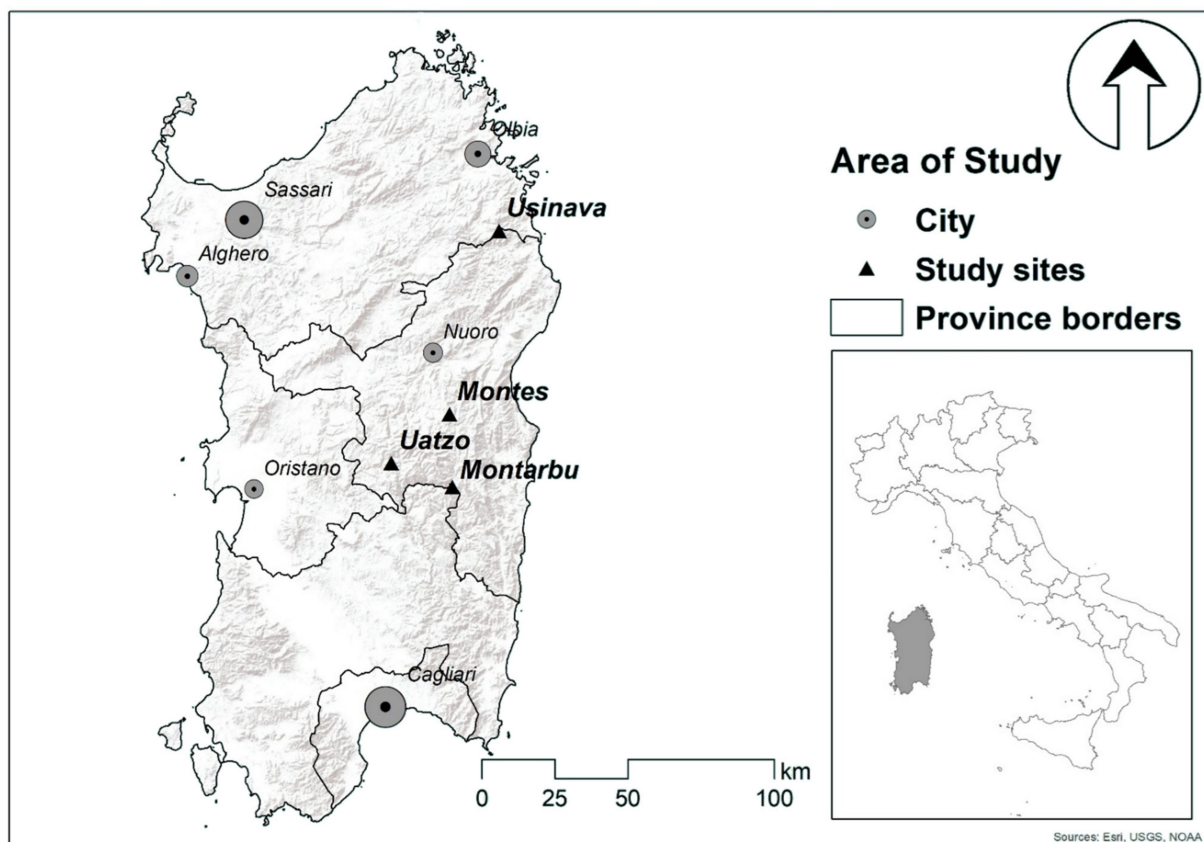 Olbia
Sassari
Usinava
Alghero
Nuoro
Montes
Uatzo
Oristano
Montarbu
Cagliari
km
0 25 50 100
Area of Study
City
Study sites
Province borders
Sources: Esri, USGS, NOAA